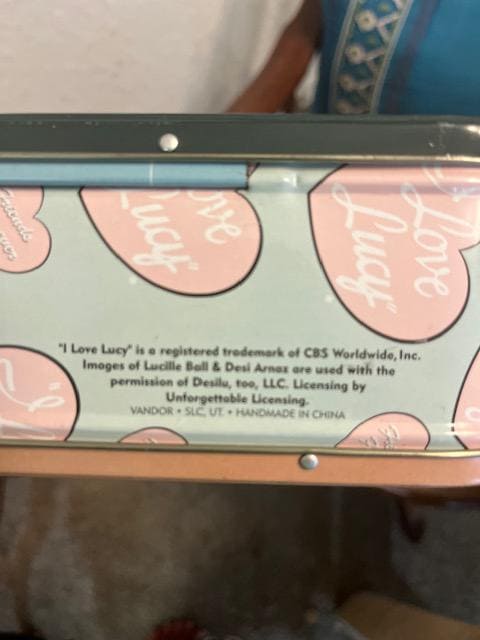 Love
Lucy"
Love
Lucy"
"I Love Lucy" is a registered trademark of CBS Worldwide, Inc.
Images of Lucille Ball & Desi Arnaz are used with the
permission of Desilu, too, LLC. Licensing by
Unforgettable Licensing.
VANDOR • SLC, UT. • HANDMADE IN CHINA